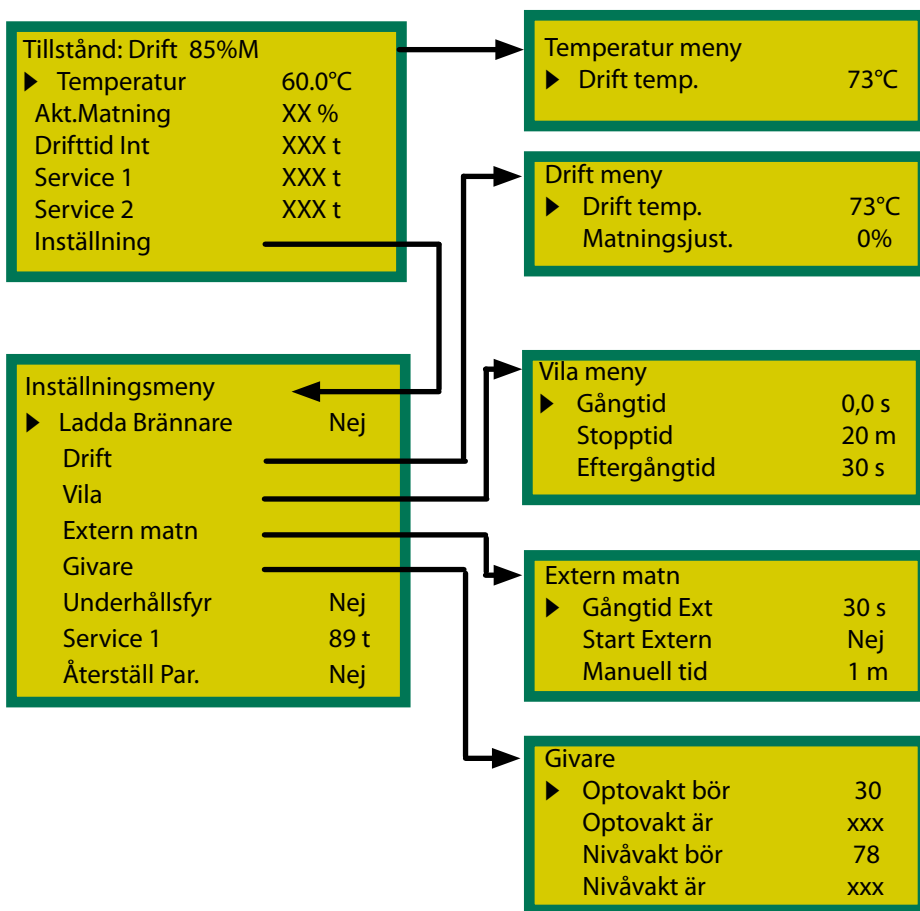 Tillstånd: Drift 85%M
Temperatur 60.0°C
Akt.Matning XX %
Drifttid Int XXX t
Service 1 XXX t
Service 2 XXX t
Inställning
Temperatur meny
Drift temp. 73°C
Drift meny
Drift temp. 73°C
Matningsjust. 0%
Inställningsmeny
Ladda Brännare Nej
Drift
Vila
Extern matn
Givare
Underhållsfyr Nej
Service 1 89 t
Återställ Par. Nej
Vila meny
Gångtid 0,0 s
Stopptid 20 m
Eftergångtid 30 s
Extern matn
Gångtid Ext 30 s
Start Extern Nej
Manuell tid 1 m
Givare
Optovakt bör 30
Optovakt är xxx
Nivåvakt bör 78
Nivåvakt är xxx